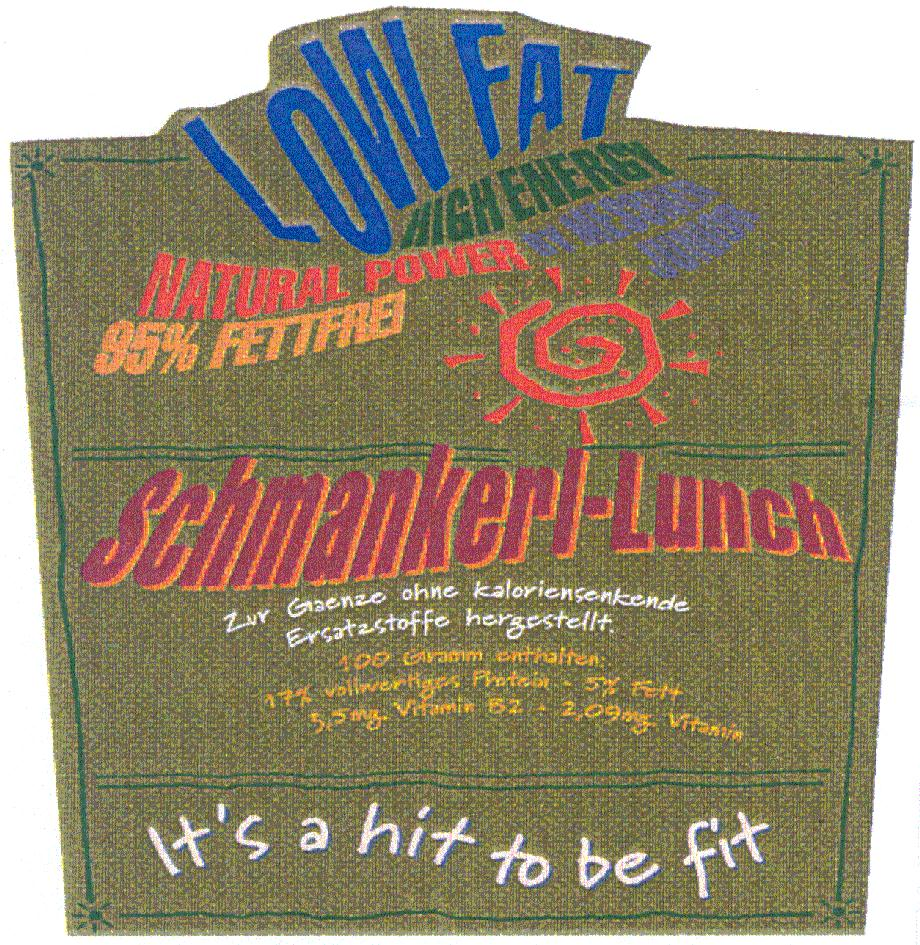 LOW FAT
HIGH ENERGY
NATURAL POWER
95% FETTFREI
Schmankerl-Lunch
Zur Gaenze ohne kaloriensenkende
Ersatzstoffe hergestellt.
100 Gramm enthalten:
17% vollwertiges Protein - 5% Fett
5,5mg. Vitamin B2 - 2,09mg. Vitamin
It's a hit to be fit